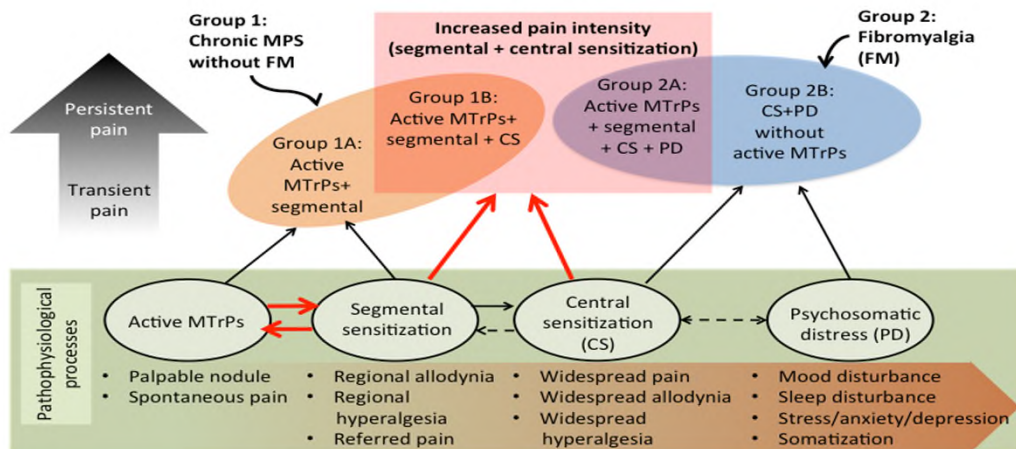 Group 1:
Chronic MPS
without FM
Increased pain intensity
(segmental + central sensitization)
Group 2:
Fibromyalgia
(FM)
Persistent
pain
Transient
pain
Group 1A:
Active
MTrPs+
segmental
Group 1B:
Active MTrPs+
segmental + CS
Group 2A:
Active MTrPs
+ segmental
+ CS + PD
Group 2B:
CS+PD
without
active MTrPs
Pathophysiological
processes
Active MTrPs
Segmental
sensitization
Central
sensitization
(CS)
Psychosomatic
distress (PD)
• Palpable nodule
• Spontaneous pain
• Regional allodynia
• Regional
hyperalgesia
• Referred pain
• Widespread pain
• Widespread allodynia
• Widespread
hyperalgesia
• Mood disturbance
• Sleep disturbance
• Stress/anxiety/depression
• Somatization